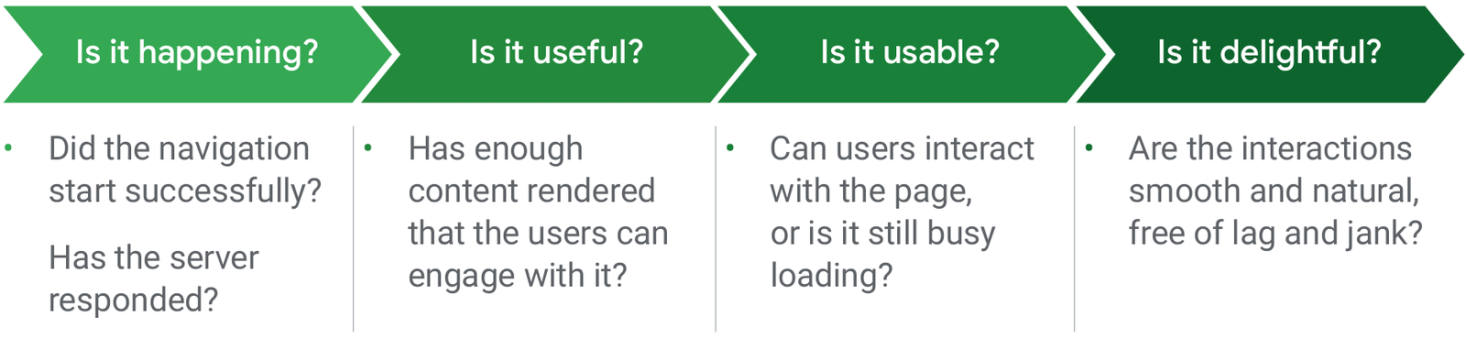 Is it happening?
Is it useful?
Is it usable?
Is it delightful?
• Did the navigation
start successfully?
Has the server
responded?
• Has enough
content rendered
that the users can
engage with it?
• Can users interact
with the page,
or is it still busy
loading?
• Are the interactions
smooth and natural,
free of lag and jank?